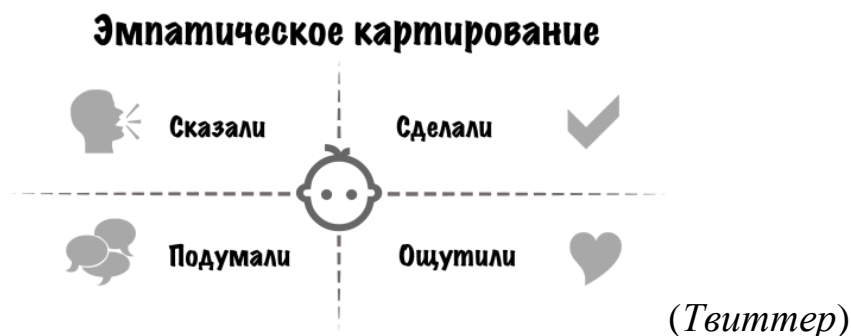 Эмпатическое картирование
Сказали
Сделали
Подумали
Ощутили
(Твиттер)